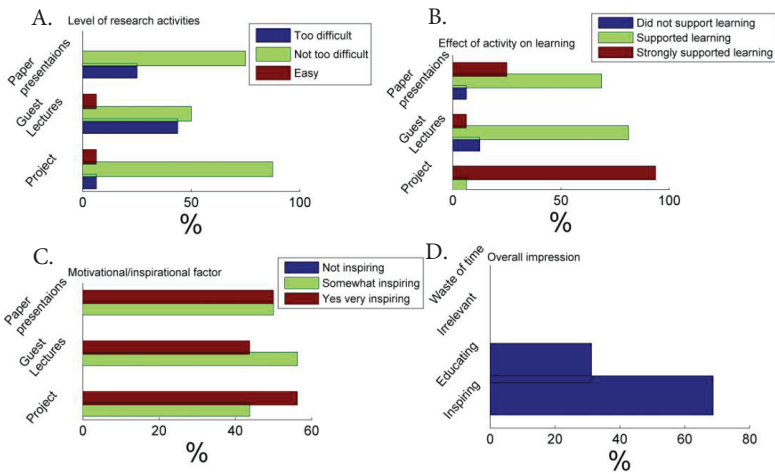 A.
Level of research activities
Too difficult
Not too difficult
Easy
Paper
presentaions
Guest
Lectures
Project
0
50
100
%
B.
Effect of activity on learning
Did not support learning
Supported learning
Strongly supported learning
Paper
presentaions
Guest
Lectures
Project
0
50
100
%
C.
Motivational/inspirational factor
Not inspiring
Somewhat inspiring
Yes very inspiring
Paper
presentaions
Guest
Lectures
Project
0
20
40
60
%
D.
Overall impression
Waste of time
Irrelevant
Educating
Inspiring
0
20
40
60
80
%